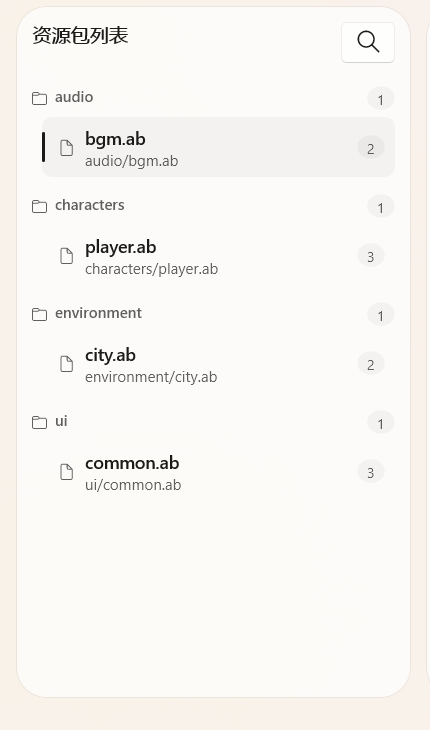 资源包列表
audio 1
bgm.ab
audio/bgm.ab 2
characters 1
player.ab
characters/player.ab 3
environment 1
city.ab
environment/city.ab 2
ui 1
common.ab
ui/common.ab 3